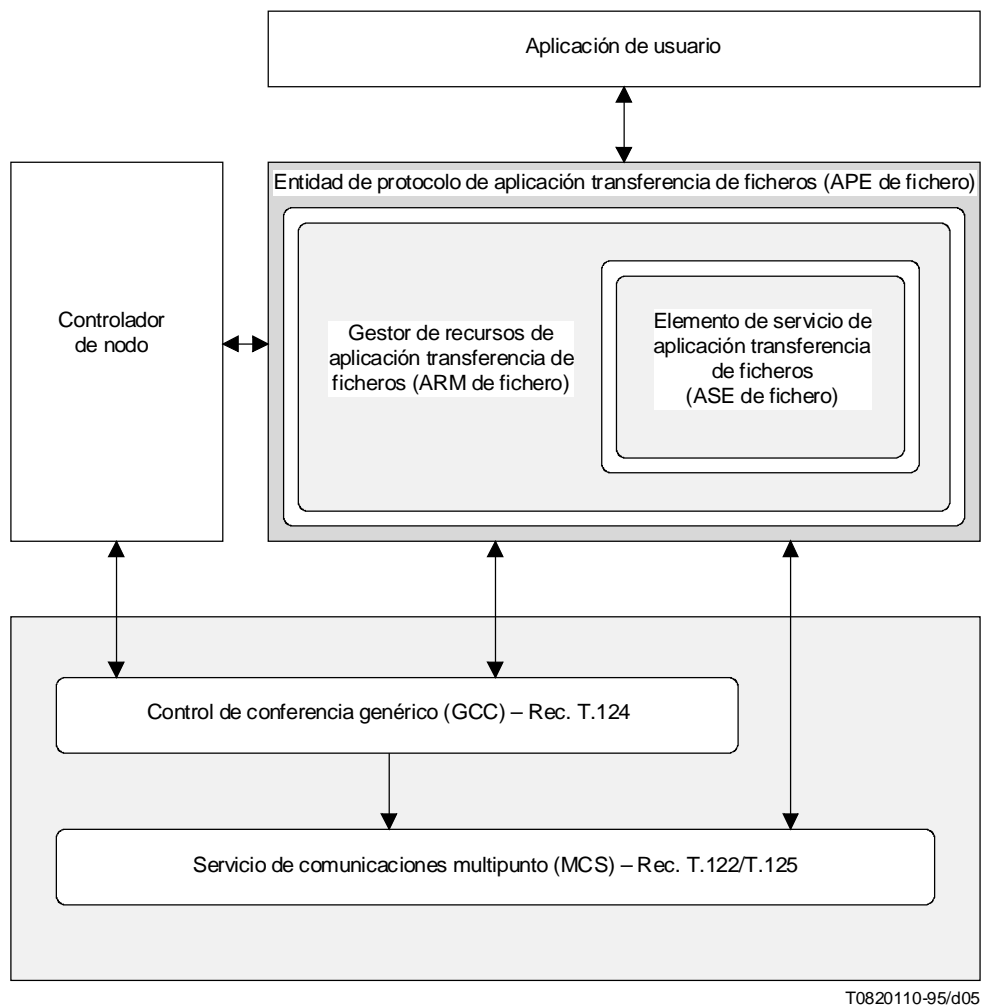 Aplicación de usuario
Entidad de protocolo de aplicación transferencia de ficheros (APE de fichero)
Controlador
de nodo
Gestor de recursos de
aplicación transferencia de
ficheros (ARM de fichero)
Elemento de servicio de
aplicación transferencia
de ficheros
(ASE de fichero)
Control de conferencia genérico (GCC) – Rec. T.124
Servicio de comunicaciones multipunto (MCS) – Rec. T.122/T.125
T0820110-95/d05